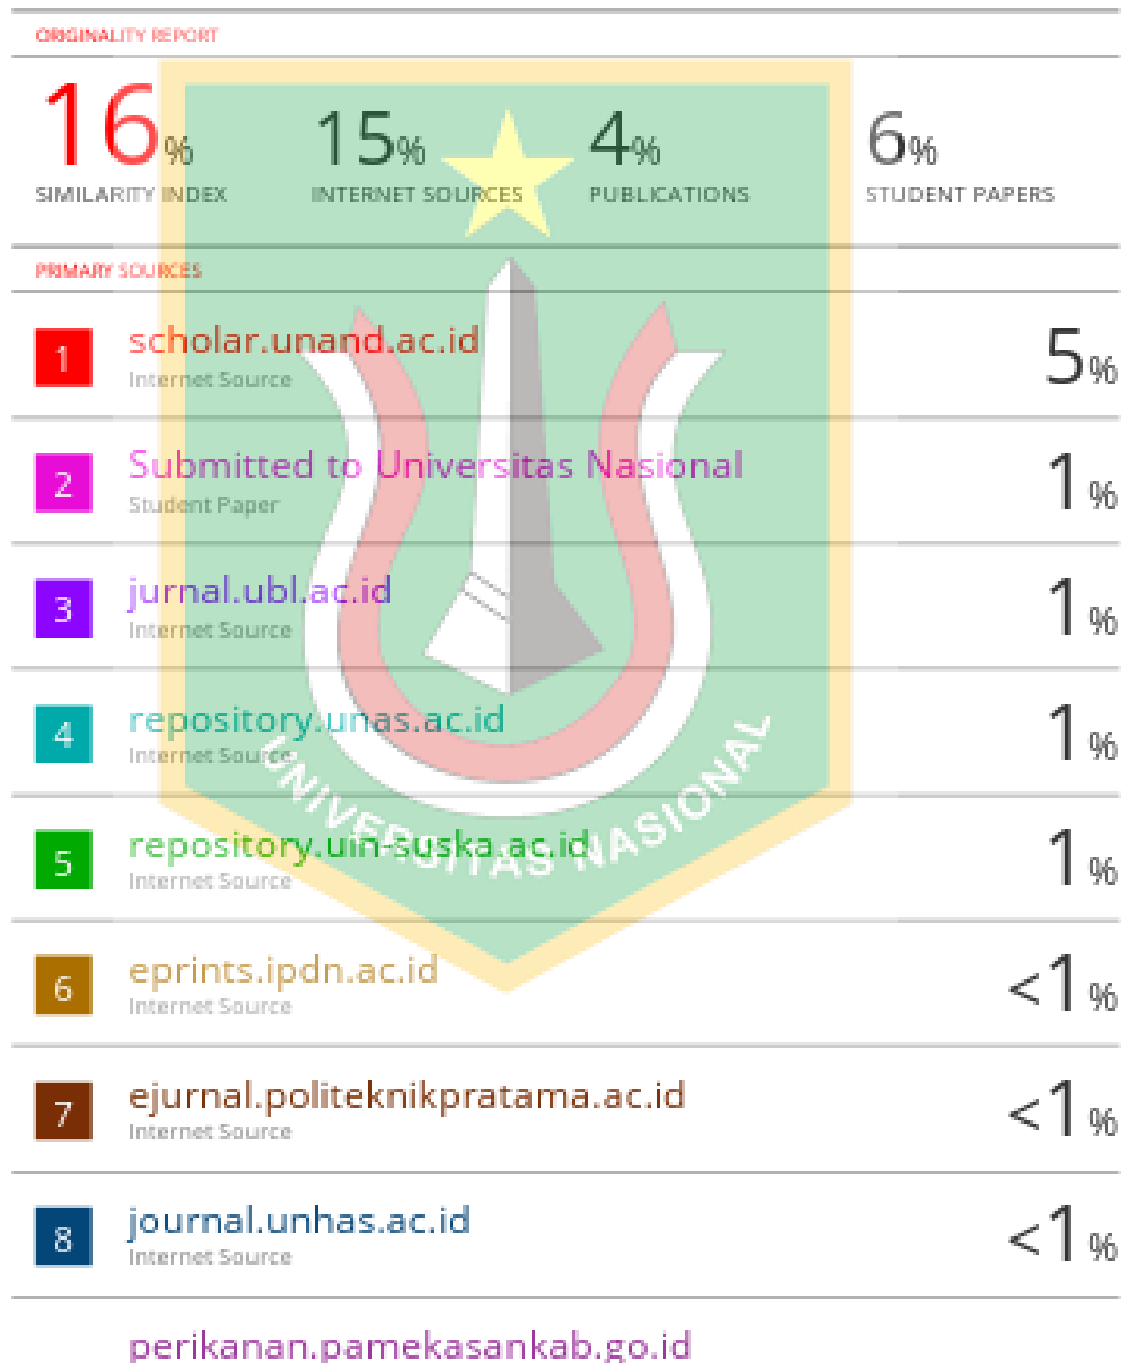 ORIGINALITY REPORT
16% 15% 4% 6%
SIMILARITY INDEX INTERNET SOURCES PUBLICATIONS STUDENT PAPERS
PRIMARY SOURCES
1 scholar.unand.ac.id 5%
Internet Source
2 Submitted to Universitas Nasional 1%
Student Paper
3 jurnal.ubl.ac.id 1%
Internet Source
4 repository.unas.ac.id 1%
Internet Source
5 repository.uin-suska.ac.id 1%
Internet Source
UNIVERSITAS NASIONAL
6 eprints.ipdn.ac.id <1%
Internet Source
7 ejurnal.politeknikpratama.ac.id <1%
Internet Source
8 journal.unhas.ac.id <1%
Internet Source
perikanan.pamekasankab.go.id